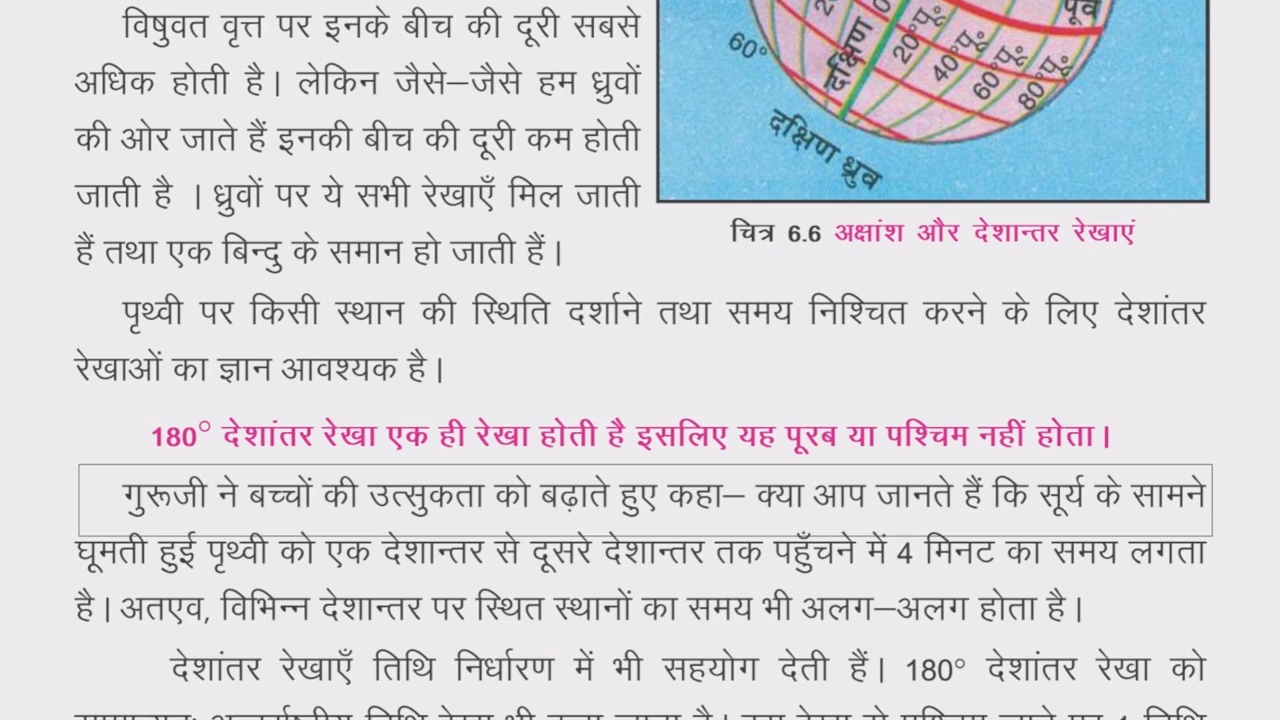 विषुवत वृत्त पर इनके बीच की दूरी सबसे
अधिक होती है। लेकिन जैसे–जैसे हम ध्रुवों
की ओर जाते हैं इनकी बीच की दूरी कम होती
जाती है । ध्रुवों पर ये सभी रेखाएँ मिल जाती
हैं तथा एक बिन्दु के समान हो जाती हैं।
पूर्व
दक्षिण
20°पू॰
40°पू॰
60°पू॰
80°पू॰
60°
दक्षिण ध्रुव
चित्र 6.6 अक्षांश और देशान्तर रेखाएं
पृथ्वी पर किसी स्थान की स्थिति दर्शाने तथा समय निश्चित करने के लिए देशांतर
रेखाओं का ज्ञान आवश्यक है।
180° देशांतर रेखा एक ही रेखा होती है इसलिए यह पूरब या पश्चिम नहीं होता।
गुरूजी ने बच्चों की उत्सुकता को बढ़ाते हुए कहा– क्या आप जानते हैं कि सूर्य के सामने
घूमती हुई पृथ्वी को एक देशान्तर से दूसरे देशान्तर तक पहुँचने में 4 मिनट का समय लगता
है। अतएव, विभिन्न देशान्तर पर स्थित स्थानों का समय भी अलग–अलग होता है।
देशांतर रेखाएँ तिथि निर्धारण में भी सहयोग देती हैं। 180° देशांतर रेखा को